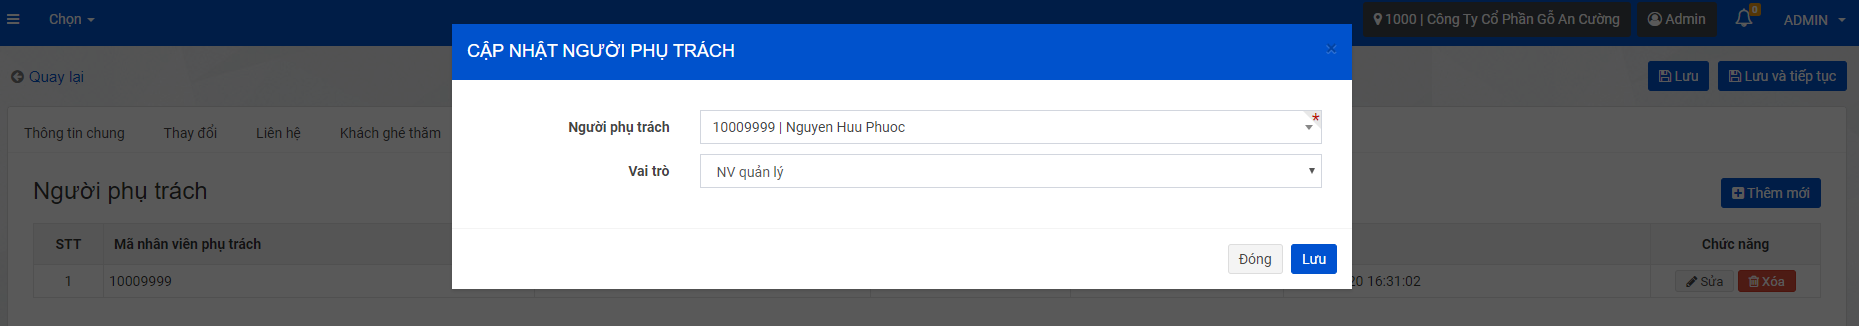 Chọn
1000 | Công Ty Cổ Phần Gỗ An Cường
Admin
0
ADMIN
CẬP NHẬT NGƯỜI PHỤ TRÁCH
×
Quay lại
Lưu
Lưu và tiếp tục
Người phụ trách
10009999 | Nguyen Huu Phuoc
*
Thông tin chung
Thay đổi
Liên hệ
Khách ghé thăm
Vai trò
NV quản lý
Người phụ trách
Thêm mới
STT
Mã nhân viên phụ trách
Chức năng
Đóng
Lưu
1
10009999
20 16:31:02
Sửa
Xóa